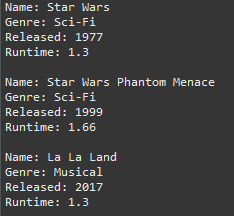 Name: Star Wars
Genre: Sci-Fi
Released: 1977
Runtime: 1.3
Name: Star Wars Phantom Menace
Genre: Sci-Fi
Released: 1999
Runtime: 1.66
Name: La La Land
Genre: Musical
Released: 2017
Runtime: 1.3